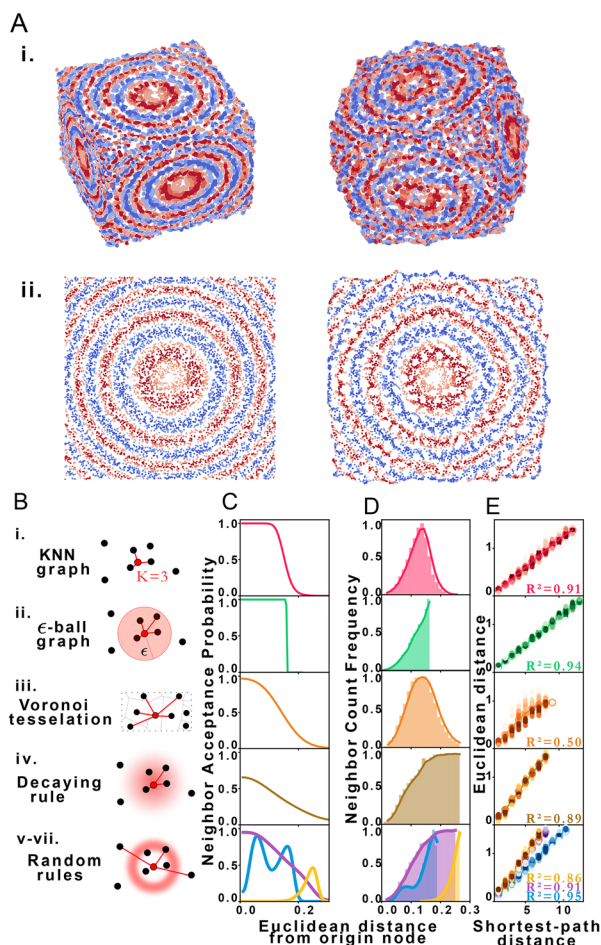 A
i.
ii.
B
C
D
E
i.
KNN
graph
K=3
ii.
ϵ-ball
graph
ϵ
iii.
Voronoi
tesselation
iv.
Decaying
rule
v-vii.
Random
rules
Neighbor Acceptance Probability
1.0
0.5
0.0
1.0
0.5
0.0
1.0
0.5
0.0
1.0
0.5
0.0
1.0
0.5
0.0
0.0
0.2
Neighbor Count Frequency
1.0
0.5
0.0
1.0
0.5
0.0
1.0
0.5
0.0
1.0
0.5
0.0
1.0
0.5
0.0
0.0
0.1
0.2
0.3
Euclidean distance
from origin node
Euclidean distance
1
0
R²=0.91
1
0
R²=0.94
1
0
R²=0.50
1
0
R²=0.89
1
0
R²=0.86
R²=0.91
R²=0.95
5
10
Shortest-path
distance